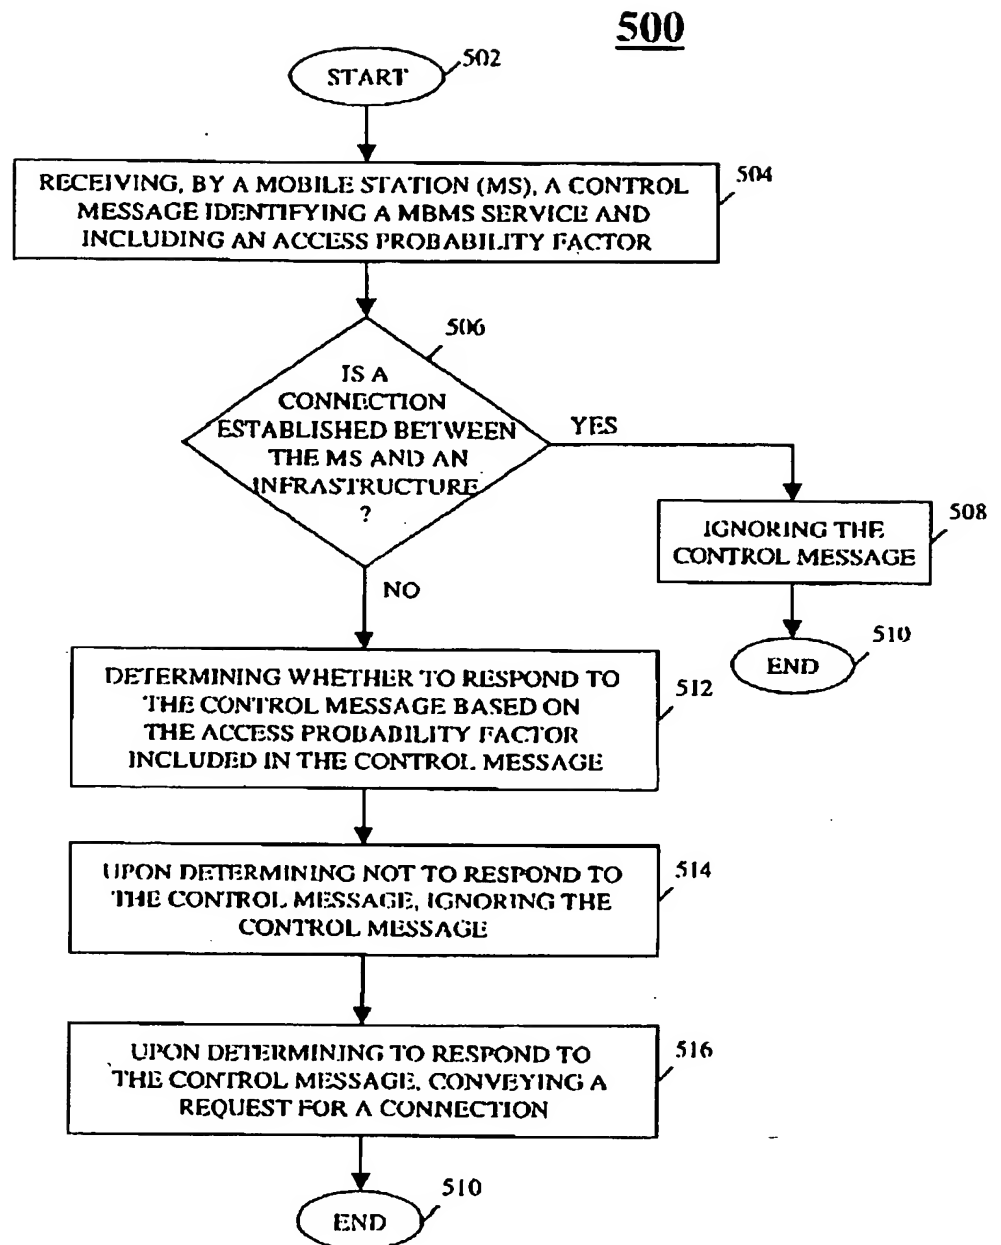 500
START
502
RECEIVING, BY A MOBILE STATION (MS), A CONTROL
MESSAGE IDENTIFYING A MBMS SERVICE AND
INCLUDING AN ACCESS PROBABILITY FACTOR
504
506
IS A
CONNECTION
ESTABLISHED BETWEEN
THE MS AND AN
INFRASTRUCTURE
?
YES
IGNORING THE
CONTROL MESSAGE
508
NO
END
510
DETERMINING WHETHER TO RESPOND TO
THE CONTROL MESSAGE BASED ON
THE ACCESS PROBABILITY FACTOR
INCLUDED IN THE CONTROL MESSAGE
512
UPON DETERMINING NOT TO RESPOND TO
THE CONTROL MESSAGE, IGNORING THE
CONTROL MESSAGE
514
UPON DETERMINING TO RESPOND TO
THE CONTROL MESSAGE, CONVEYING A
REQUEST FOR A CONNECTION
516
END
510